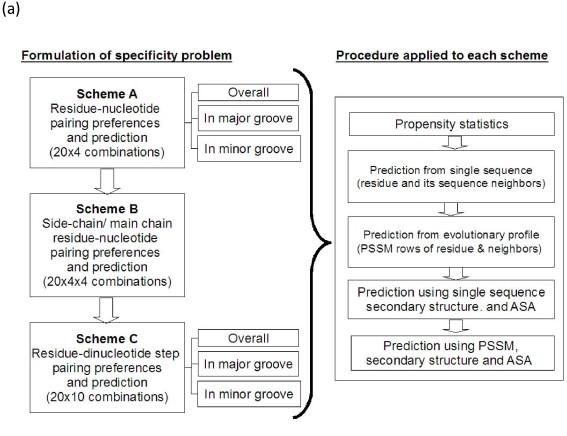 (a)
Formulation of specificity problem
Scheme A
Residue-nucleotide
pairing preferences
and prediction
(20x4 combinations)
Overall
In major groove
In minor groove
Scheme B
Side-chain/ main chain
residue-nucleotide
pairing preferences
and prediction
(20x4x4 combinations)
Scheme C
Residue-dinucleotide step
pairing preferences
and prediction
(20x10 combinations)
Overall
In major groove
In minor groove
Procedure applied to each scheme
Propensity statistics
Prediction from single sequence
(residue and its sequence neighbors)
Prediction from evolutionary profile
(PSSM rows of residue & neighbors)
Prediction using single sequence
secondary structure. and ASA
Prediction using PSSM,
secondary structure and ASA